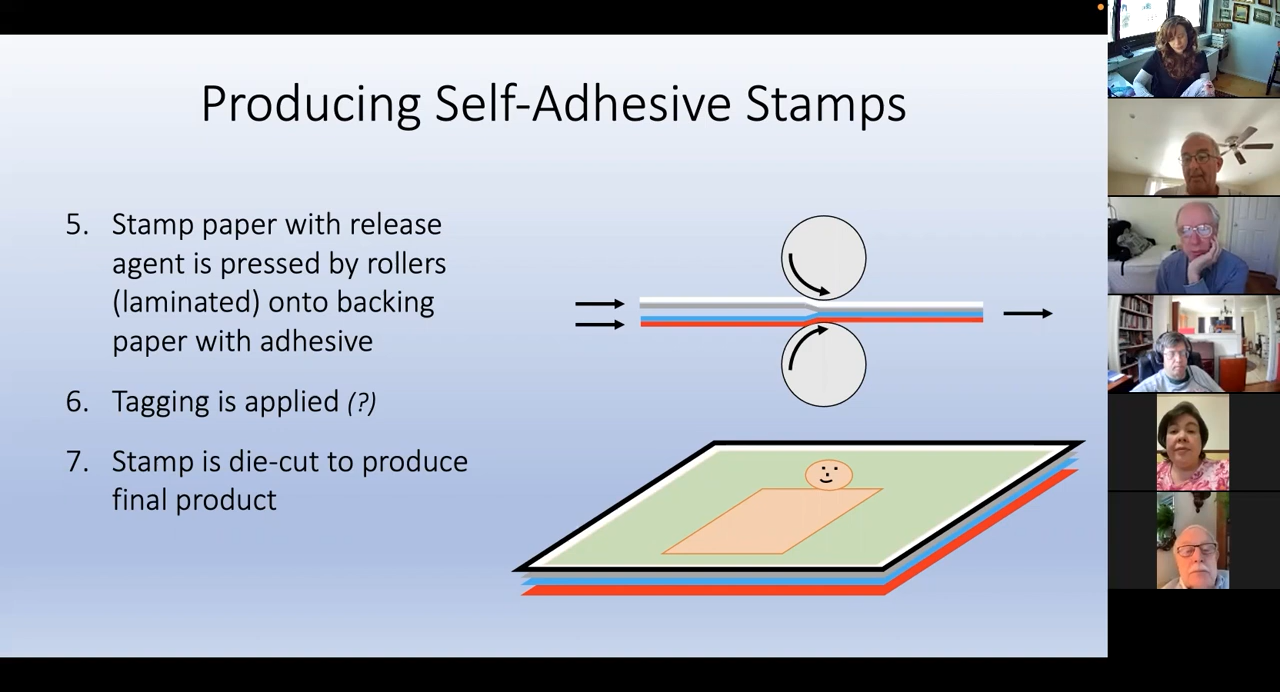 Producing Self-Adhesive Stamps
5. Stamp paper with release
agent is pressed by rollers
(laminated) onto backing
paper with adhesive
6. Tagging is applied (?)
7. Stamp is die-cut to produce
final product